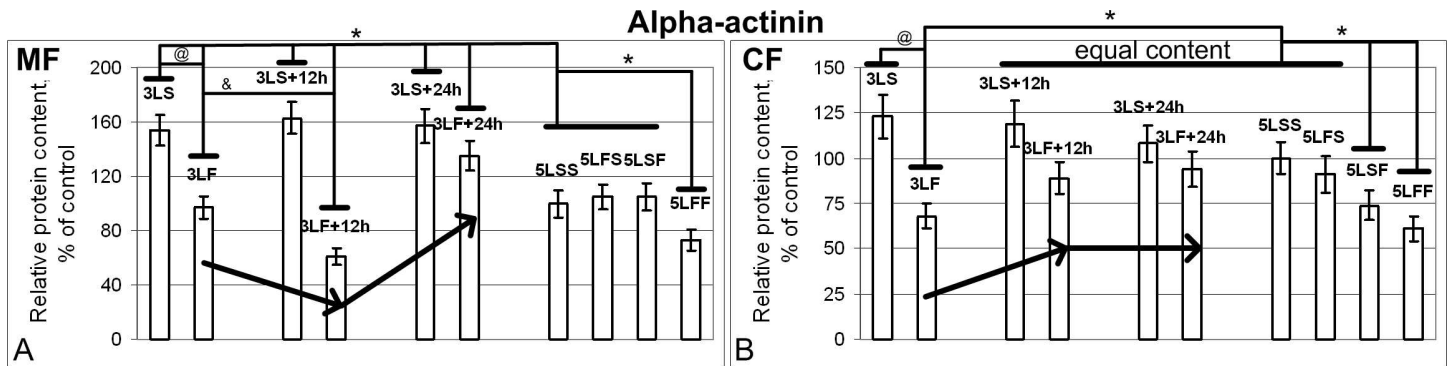 Alpha-actinin
MF
Relative protein content,
% of control
200
160
120
80
40
0
@
&
*
*
3LS
3LF
3LS+12h
3LF+12h
3LS+24h
3LF+24h
5LSS
5LFS
5LSF
5LFF
A
CF
Relative protein content,
% of control
150
125
100
75
50
25
0
@
*
*
equal content
3LS
3LF
3LS+12h
3LF+12h
3LS+24h
3LF+24h
5LSS
5LFS
5LSF
5LFF
B